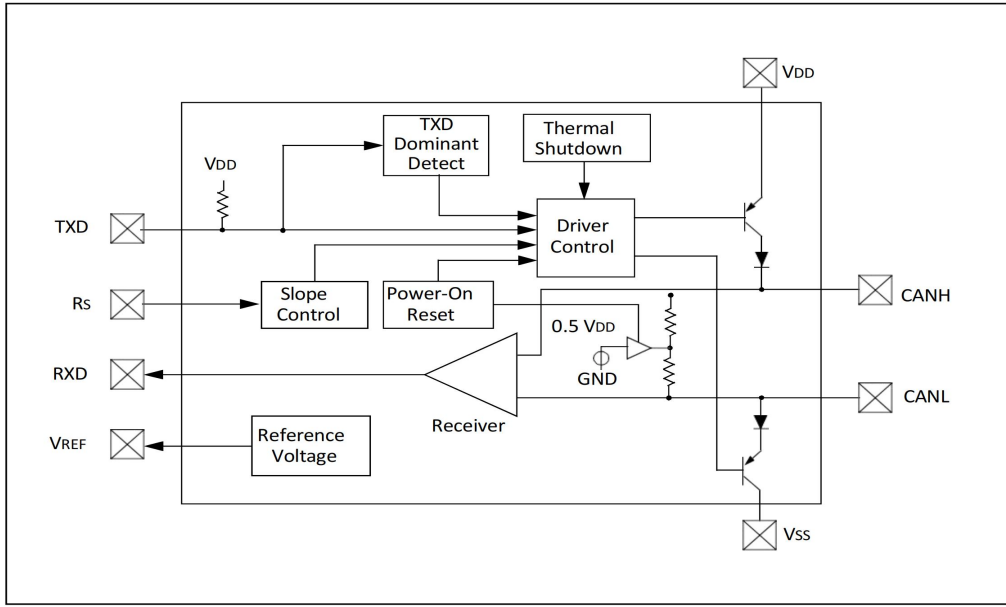 VDD
TXD
Dominant
Detect
Thermal
Shutdown
VDD
TXD
Driver
Control
RS
Slope
Control
Power-On
Reset
CANH
0.5 VDD
RXD
GND
CANL
Receiver
VREF
Reference
Voltage
VSS